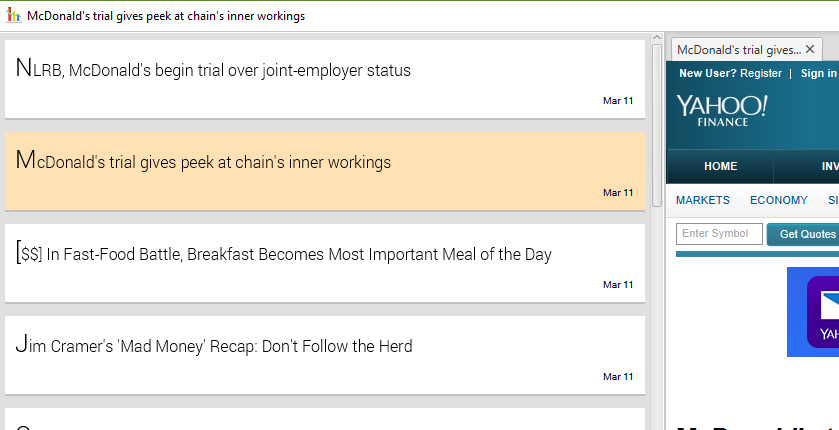 McDonald's trial gives peek at chain's inner workings
NLRB, McDonald's begin trial over joint-employer status
Mar 11
McDonald's trial gives peek at chain's inner workings
Mar 11
[$$] In Fast-Food Battle, Breakfast Becomes Most Important Meal of the Day
Mar 11
Jim Cramer's 'Mad Money' Recap: Don't Follow the Herd
Mar 11
McDonald's trial gives...
New User? Register | Sign in
YAHOO!
FINANCE
HOME INV
MARKETS ECONOMY SI
Enter Symbol Get Quotes
YAH